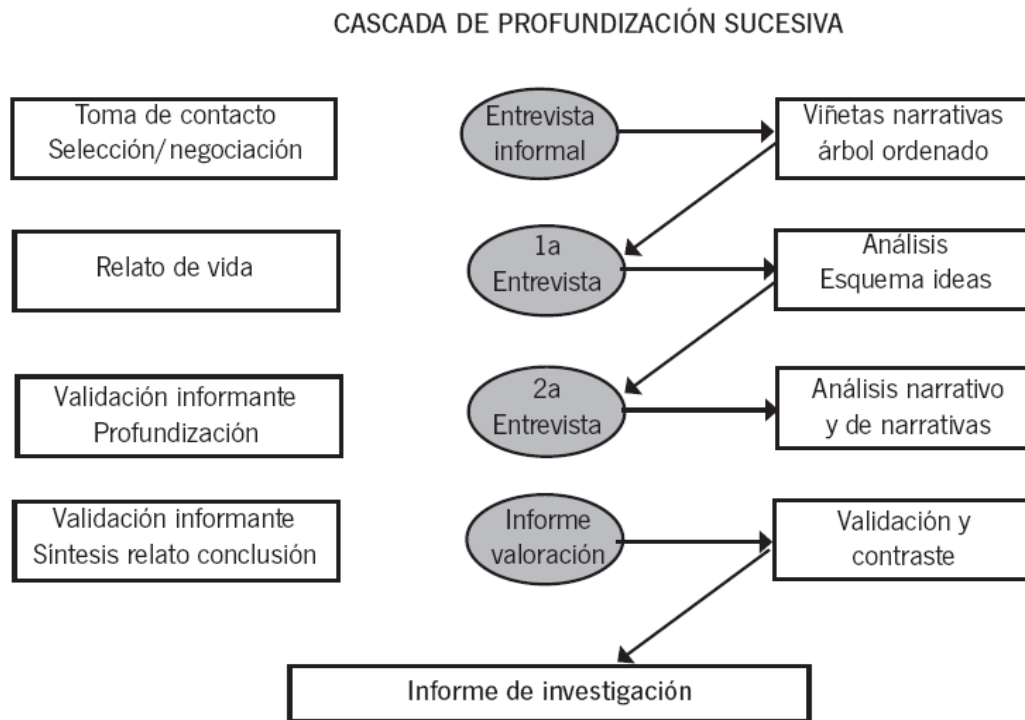 CASCADA DE PROFUNDIZACIÓN SUCESIVA
Toma de contacto
Selección/negociación
Entrevista
informal
Viñetas narrativas
árbol ordenado
Relato de vida
1a
Entrevista
Análisis
Esquema ideas
Validación informante
Profundización
2a
Entrevista
Análisis narrativo
y de narrativas
Validación informante
Síntesis relato conclusión
Informe
valoración
Validación y
contraste
Informe de investigación